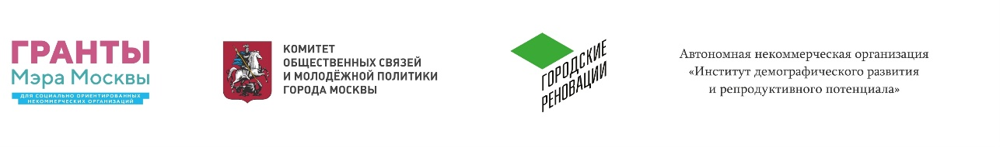 ГРАНТЫ
Мэра Москвы
ДЛЯ СОЦИАЛЬНО ОРИЕНТИРОВАННЫХ
НЕКОММЕРЧЕСКИХ ОРГАНИЗАЦИЙ
КОМИТЕТ
ОБЩЕСТВЕННЫХ СВЯЗЕЙ
И МОЛОДЁЖНОЙ ПОЛИТИКИ
ГОРОДА МОСКВЫ
ГОРОДСКИЕ
РЕНОВАЦИИ
Автономная некоммерческая организация
«Институт демографического развития
и репродуктивного потенциала»